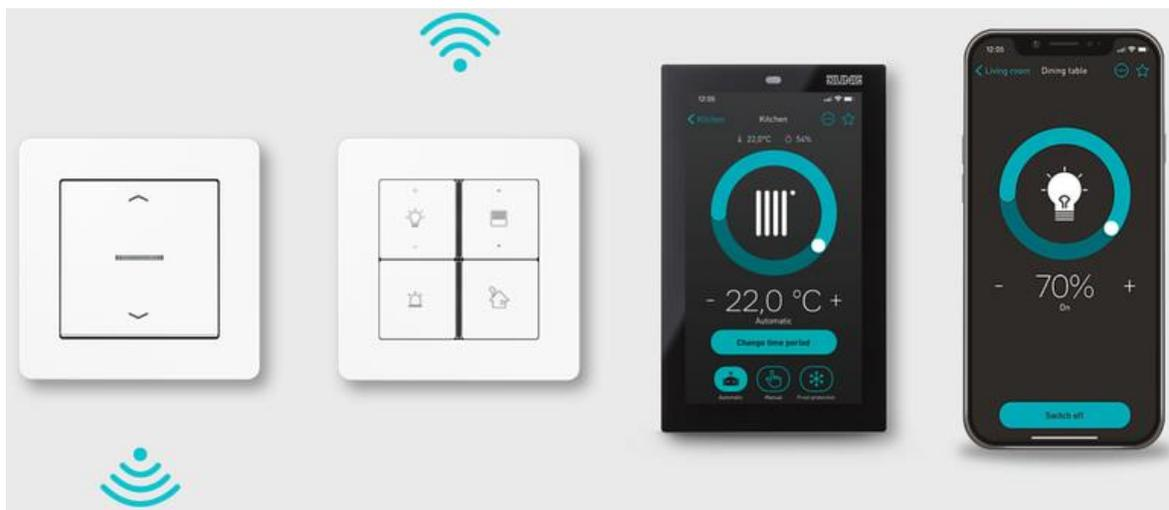 JUNG
12:05
Kitchen
Kitchen
22,0°C 54%
- 22,0 °C +
Automatic
Change time period
Automatic
Manual
Frost protection
12:05
Living room
Dining table
- 70% +
On
Switch off